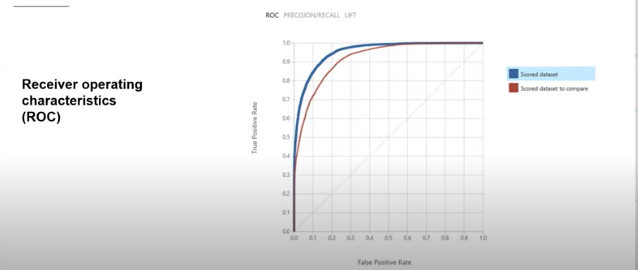 ROC PRECISION/RECALL LIFT
Receiver operating
characteristics
(ROC)
True Positive Rate
1.0
0.9
0.8
0.7
0.6
0.5
0.4
0.3
0.2
0.1
0.0
0.0 0.1 0.2 0.3 0.4 0.5 0.6 0.7 0.8 0.9 1.0
False Positive Rate
Scored dataset
Scored dataset to compare